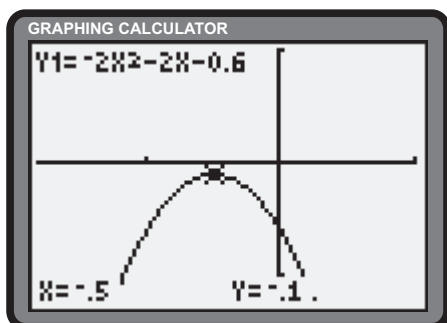 GRAPHING CALCULATOR
Y1=-2X²-2X-0.6
X=-.5 Y=-.1 .